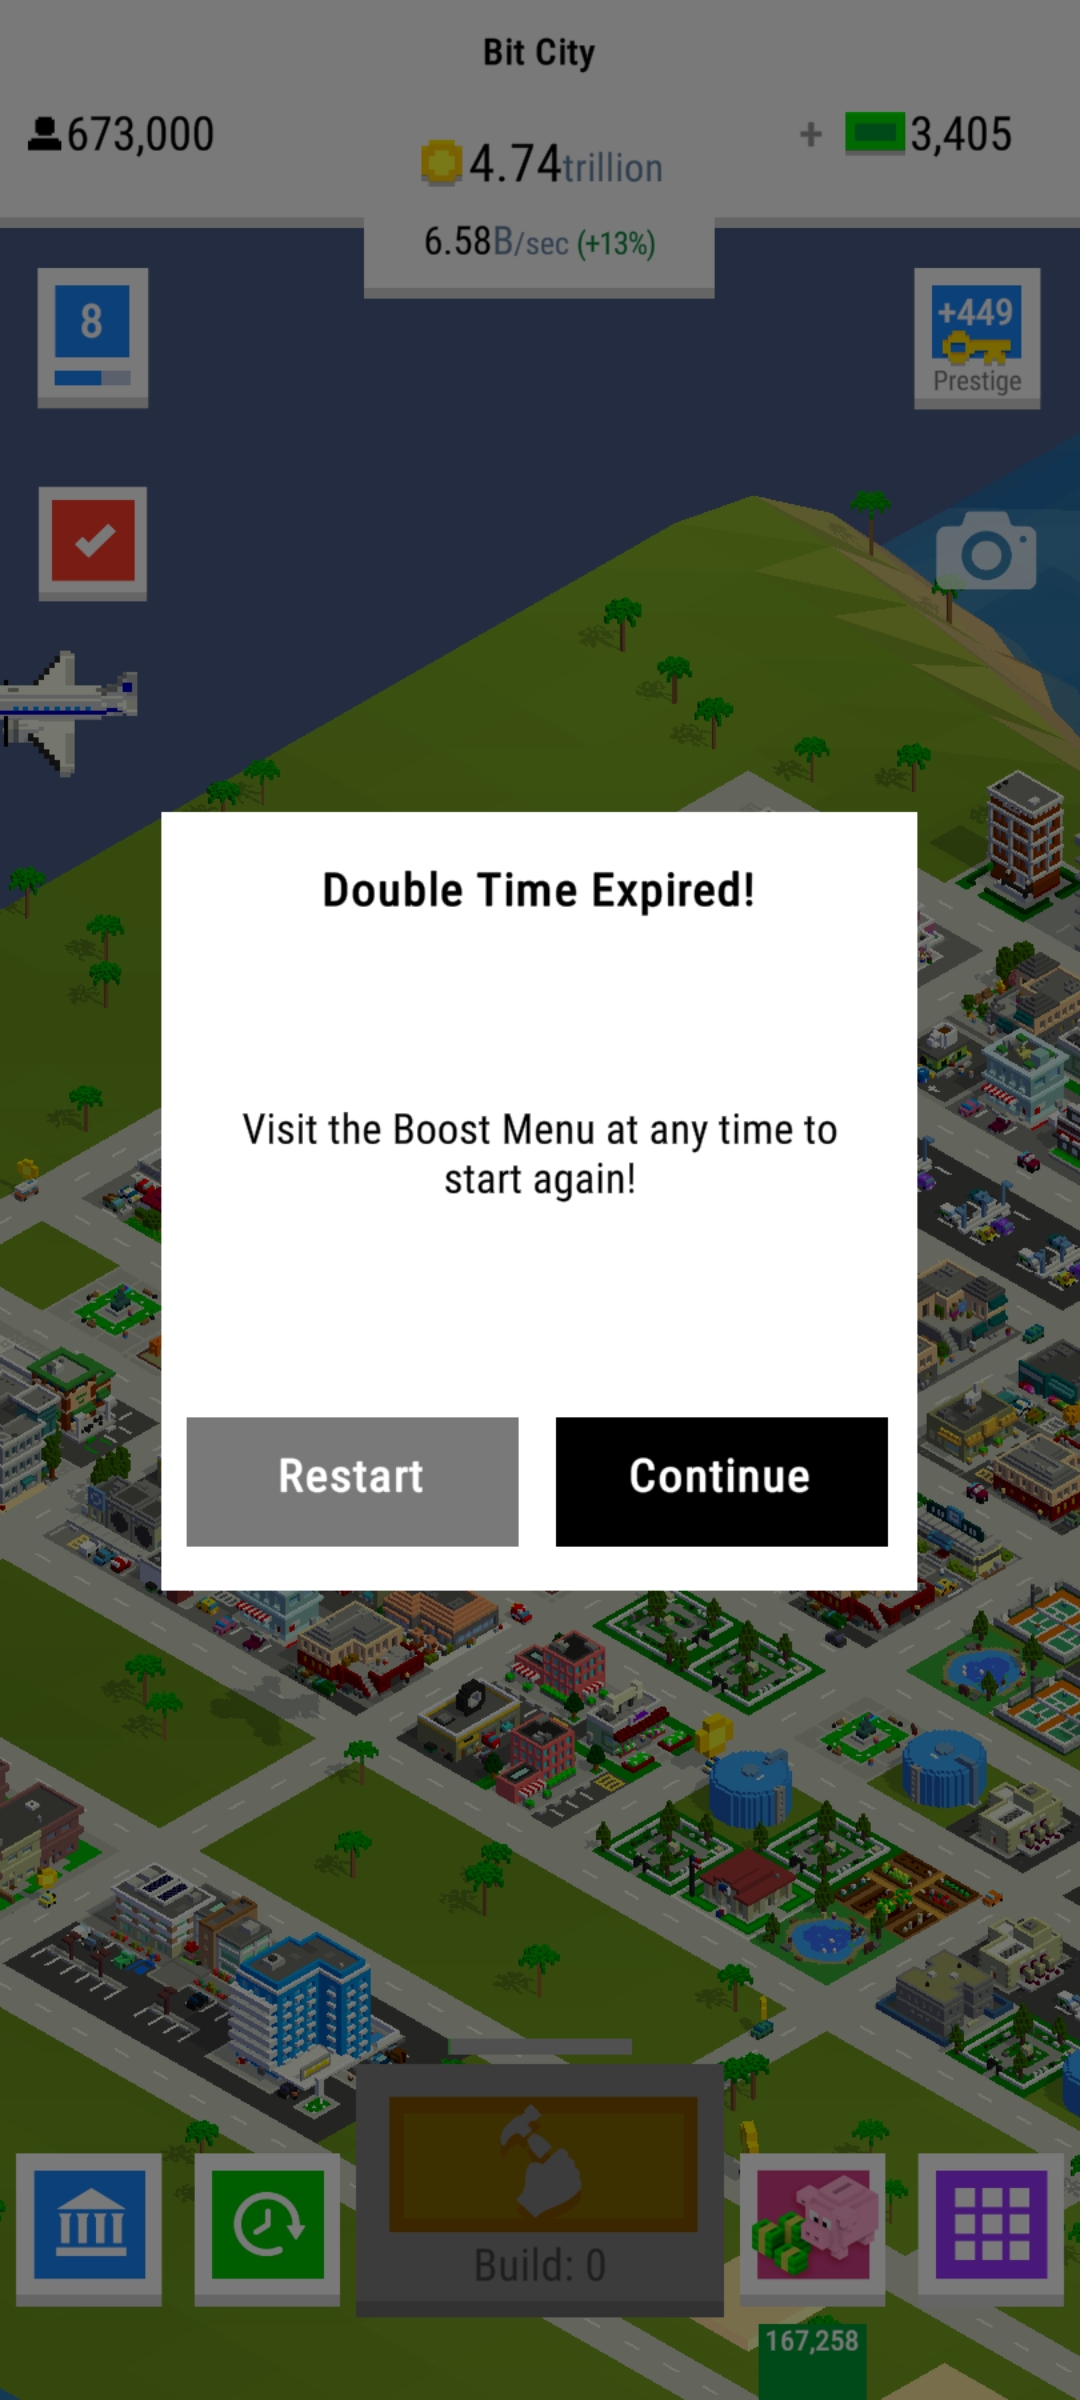 Bit City
673,000
4.74trillion
+ 3,405
6.58B/sec (+13%)
8
+449
Prestige
Double Time Expired!
Visit the Boost Menu at any time to
start again!
Restart
Continue
Build: 0
167,258